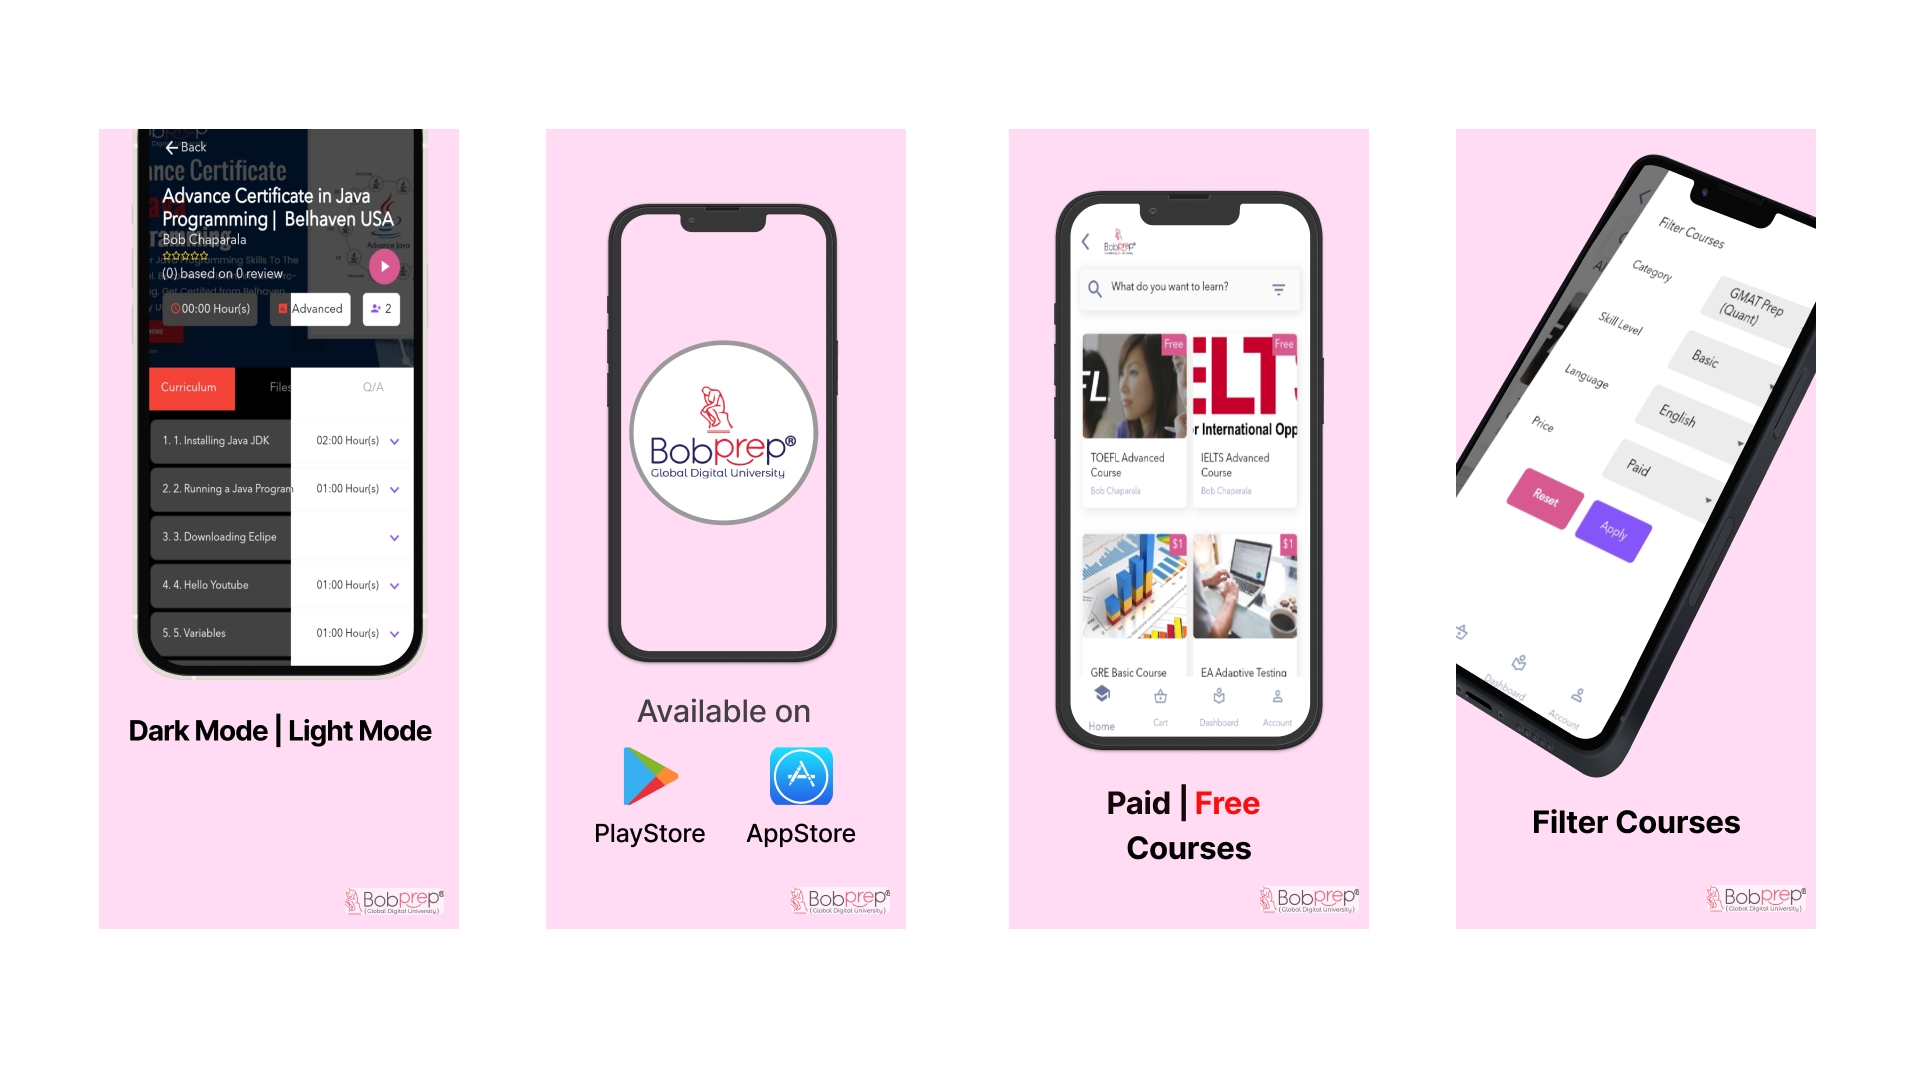 Back
Advance Certificate in Java
Programming | Belhaven USA
Bob Chaparala
(0) based on 0 review
00:00 Hour(s)
Advanced
2
Curriculum
Files
Q/A
1. 1. Installing Java JDK
02:00 Hour(s)
2. 2. Running a Java Program
01:00 Hour(s)
3. 3. Downloading Eclipe
4. 4. Hello Youtube
01:00 Hour(s)
5. 5. Variables
01:00 Hour(s)
Dark Mode | Light Mode
Bobprep®
(Global Digital University)
Bobprep®
Global Digital University
Available on
PlayStore
AppStore
Bobprep®
(Global Digital University)
Bobprep®
What do you want to learn?
Free
Free
ELTS
r International Opp
TOEFL Advanced
Course
Bob Chaparala
IELTS Advanced
Course
Bob Chaparala
$1
$1
GRE Basic Course
EA Adaptive Testing
Home
Cart
Dashboard
Account
Paid | Free
Courses
Bobprep®
(Global Digital University)
Filter Courses
Category
GMAT Prep
(Quant)
Skill Level
Basic
Language
English
Price
Paid
Reset
Apply
Dashboard
Account
Filter Courses
Bobprep®
(Global Digital University)